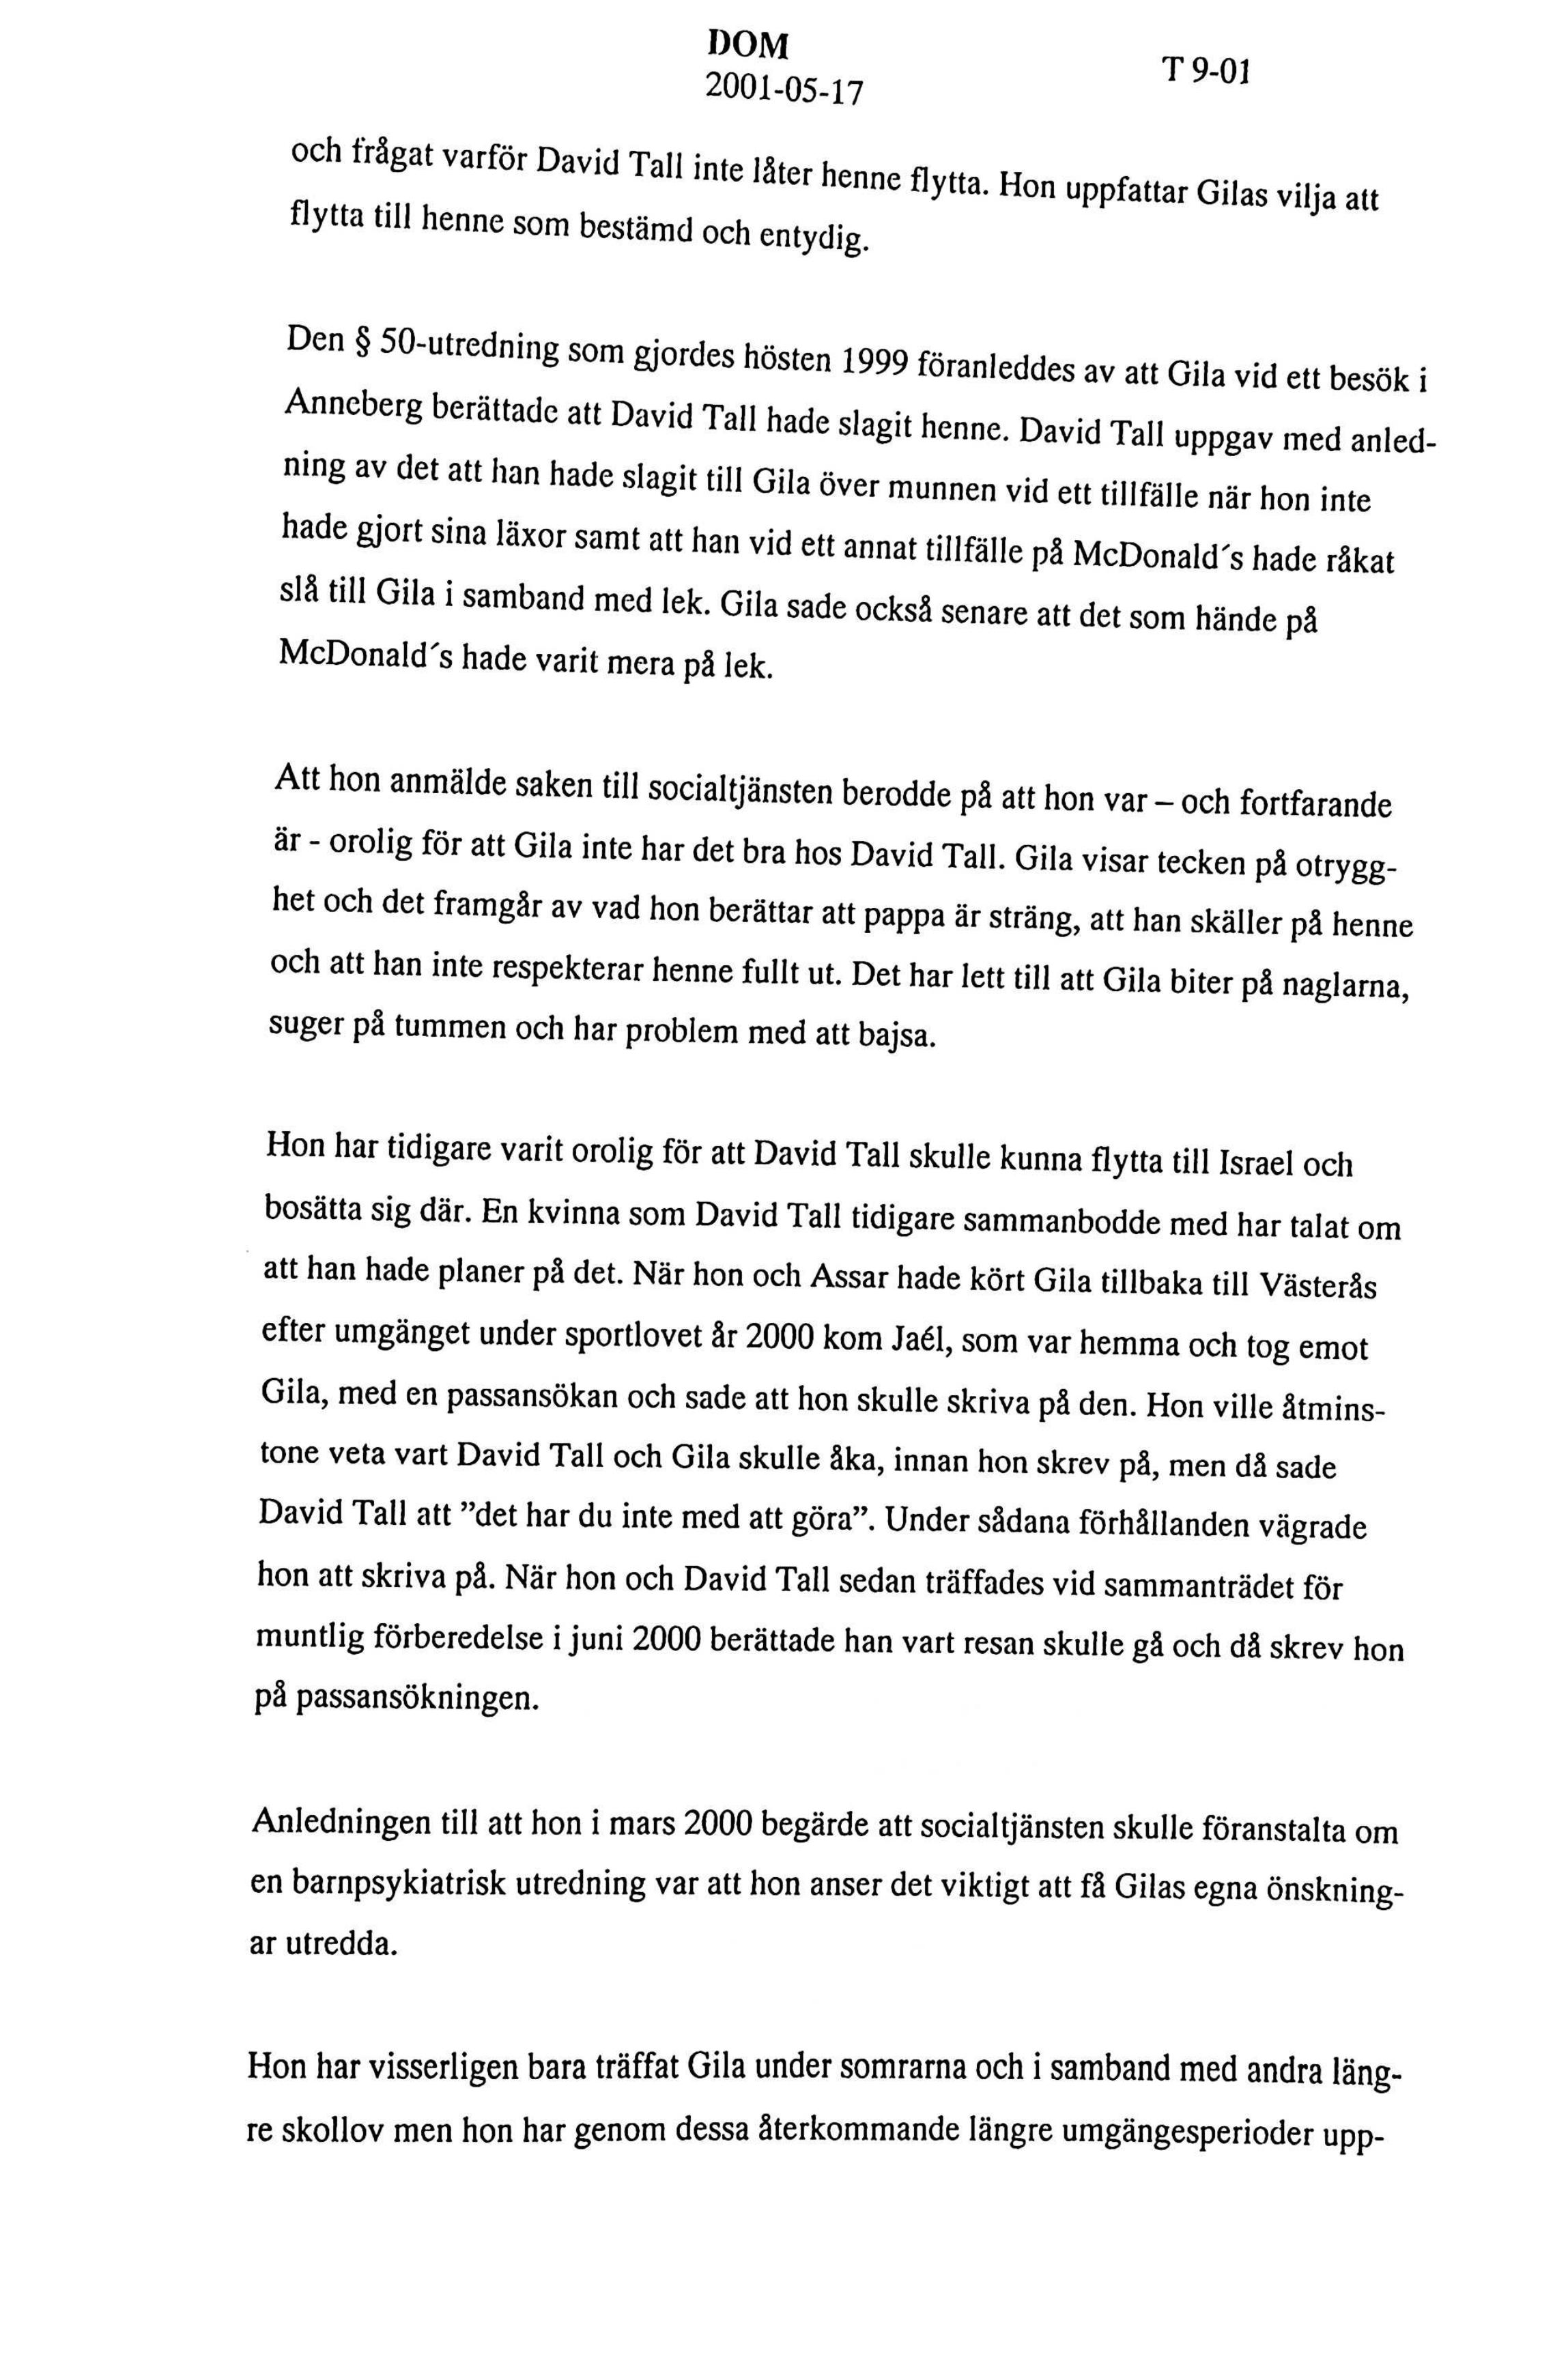 DOM
2001-05-17
T 9-01
och frågat varför David Tall inte låter henne flytta. Hon uppfattar Gilas vilja att
flytta till henne som bestämd och entydig.
Den § 50-utredning som gjordes hösten 1999 föranleddes av att Gila vid ett besök i
Anneberg berättade att David Tall hade slagit henne. David Tall uppgav med anled-
ning av det att han hade slagit till Gila över munnen vid ett tillfälle när hon inte
hade gjort sina läxor samt att han vid ett annat tillfälle på McDonald´s hade råkat
slå till Gila i samband med lek. Gila sade också senare att det som hände på
McDonald´s hade varit mera på lek.
Att hon anmälde saken till socialtjänsten berodde på att hon var – och fortfarande
är - orolig för att Gila inte har det bra hos David Tall. Gila visar tecken på otrygg-
het och det framgår av vad hon berättar att pappa är sträng, att han skäller på henne
och att han inte respekterar henne fullt ut. Det har lett till att Gila biter på naglarna,
suger på tummen och har problem med att bajsa.
Hon har tidigare varit orolig för att David Tall skulle kunna flytta till Israel och
bosätta sig där. En kvinna som David Tall tidigare sammanbodde med har talat om
att han hade planer på det. När hon och Assar hade kört Gila tillbaka till Västerås
efter umgänget under sportlovet år 2000 kom Jaél, som var hemma och tog emot
Gila, med en passansökan och sade att hon skulle skriva på den. Hon ville åtmins-
tone veta vart David Tall och Gila skulle åka, innan hon skrev på, men då sade
David Tall att ”det har du inte med att göra”. Under sådana förhållanden vägrade
hon att skriva på. När hon och David Tall sedan träffades vid sammanträdet för
muntlig förberedelse i juni 2000 berättade han vart resan skulle gå och då skrev hon
på passansökningen.
Anledningen till att hon i mars 2000 begärde att socialtjänsten skulle föranstalta om
en barnpsykiatrisk utredning var att hon anser det viktigt att få Gilas egna önskning-
ar utredda.
Hon har visserligen bara träffat Gila under somrarna och i samband med andra läng-
re skollov men hon har genom dessa återkommande längre umgängesperioder upp-